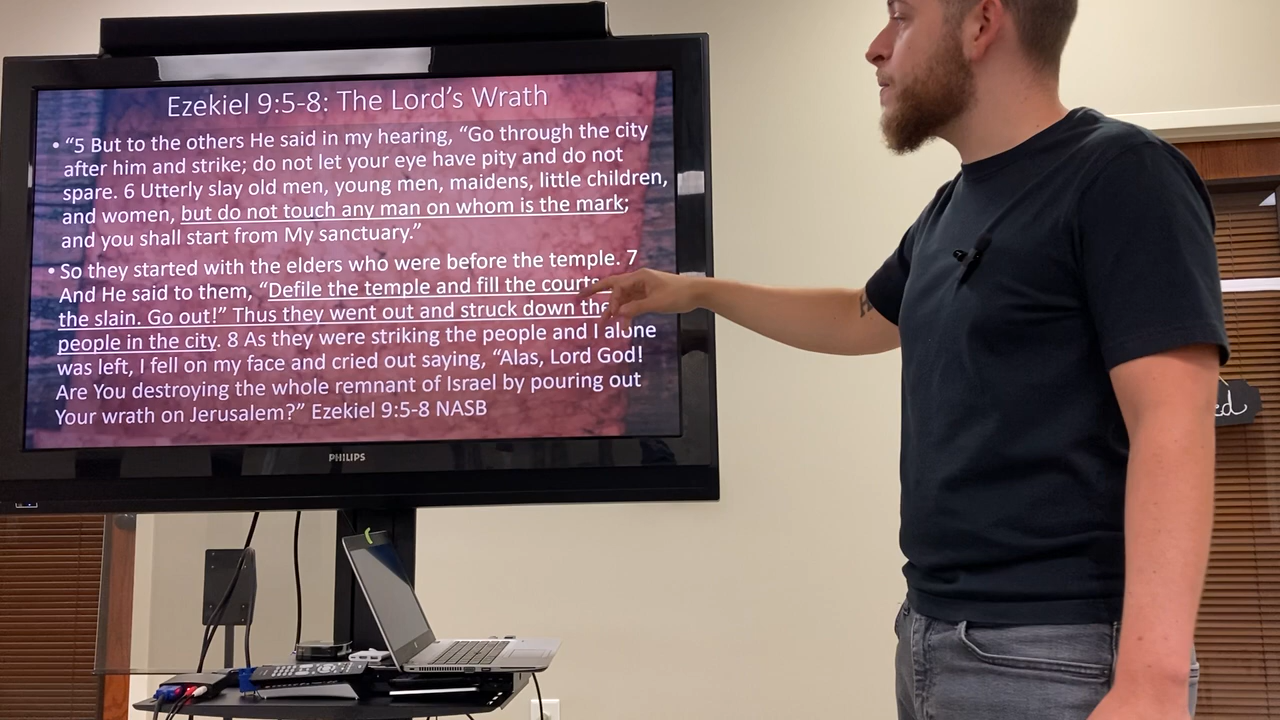 Ezekiel 9:5-8: The Lord's Wrath
• "5 But to the others He said in my hearing, "Go through the city
after him and strike; do not let your eye have pity and do not
spare. 6 Utterly slay old men, young men, maidens, little children,
and women, but do not touch any man on whom is the mark;
and you shall start from My sanctuary."
• So they started with the elders who were before the temple. 7
And He said to them, "Defile the temple and fill the courts
the slain. Go out!" Thus they went out and struck down the
people in the city. 8 As they were striking the people and I alone
was left, I fell on my face and cried out saying, "Alas, Lord God!
Are You destroying the whole remnant of Israel by pouring out
Your wrath on Jerusalem?" Ezekiel 9:5-8 NASB
PHILIPS
ed